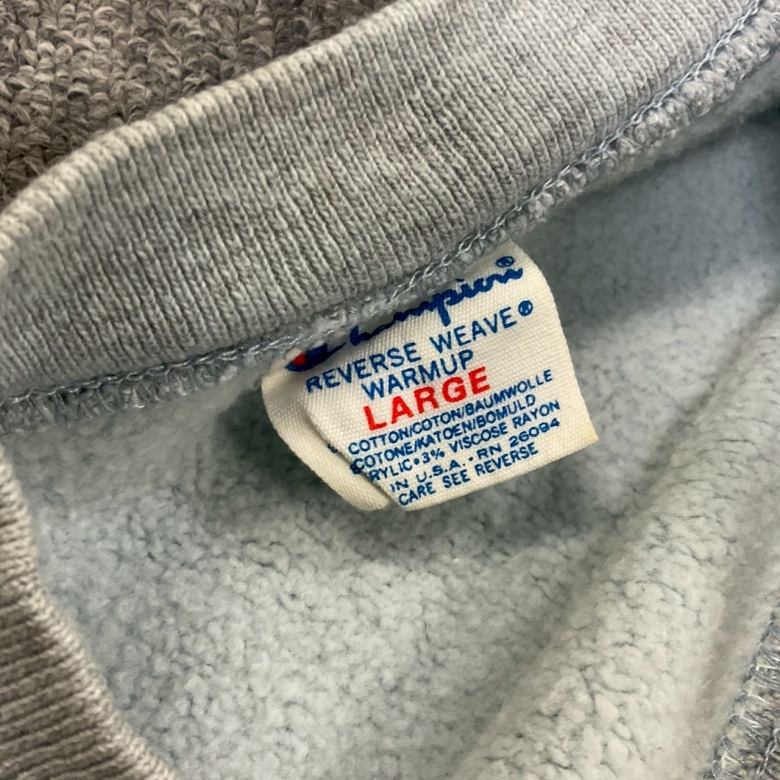 Champion®
REVERSE WEAVE®
WARMUP
LARGE
COTTON/COTON/BAUMWOLLE
COTONE/KATOEN/BOMULD
RYLIC•3% VISCOSE RAYON
IN U.S.A.-RN 26094
CARE SEE REVERSE